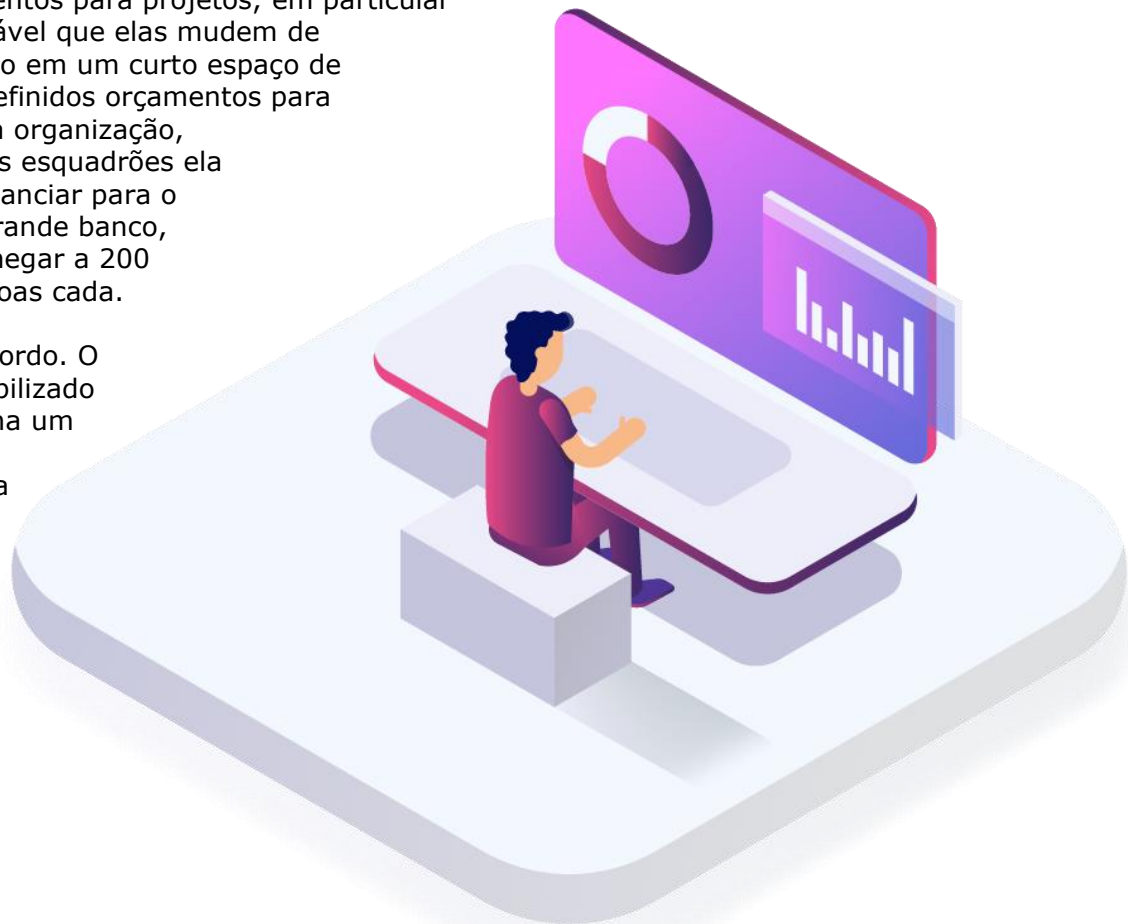 entos para projetos, em particular
ável que elas mudem de
o em um curto espaço de
efinidos orçamentos para
a organização,
s esquadrões ela
anciar para o
rande banco,
hegar a 200
oas cada.
ordo. O
bilizado
na um
a